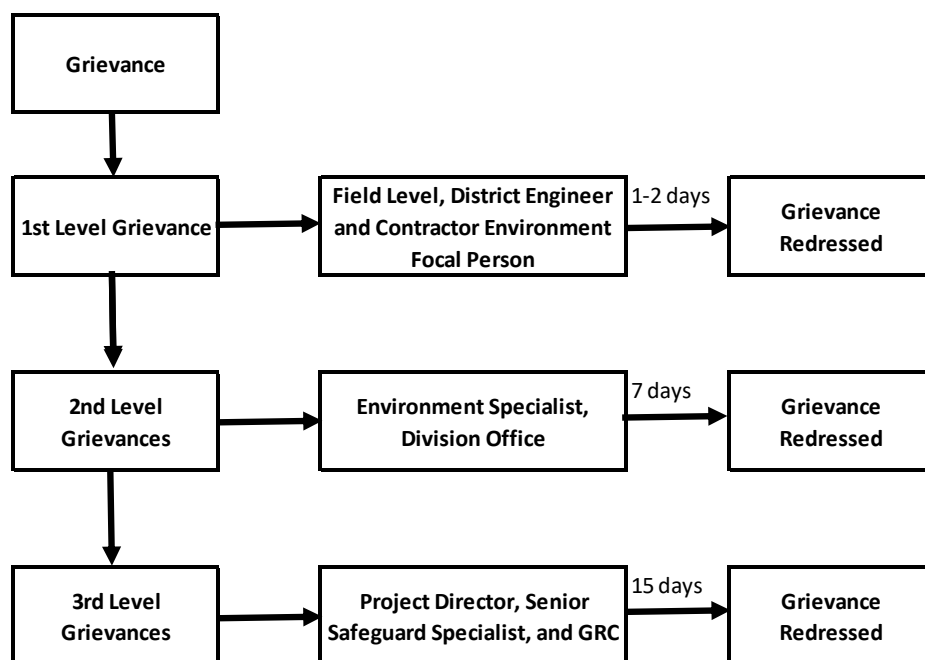 Grievance
1st Level Grievance
Field Level, District Engineer
and Contractor Environment
Focal Person
1-2 days
Grievance
Redressed
2nd Level
Grievances
Environment Specialist,
Division Office
7 days
Grievance
Redressed
3rd Level
Grievances
Project Director, Senior
Safeguard Specialist, and GRC
15 days
Grievance
Redressed